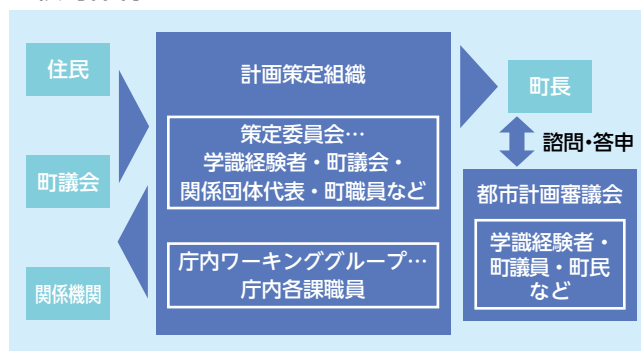 住民
町議会
関係機関
計画策定組織
策定委員会…
学識経験者・町議会・
関係団体代表・町職員など
庁内ワーキンググループ…
庁内各課職員
町長
諮問・答申
都市計画審議会
学識経験者・
町議員・町民
など